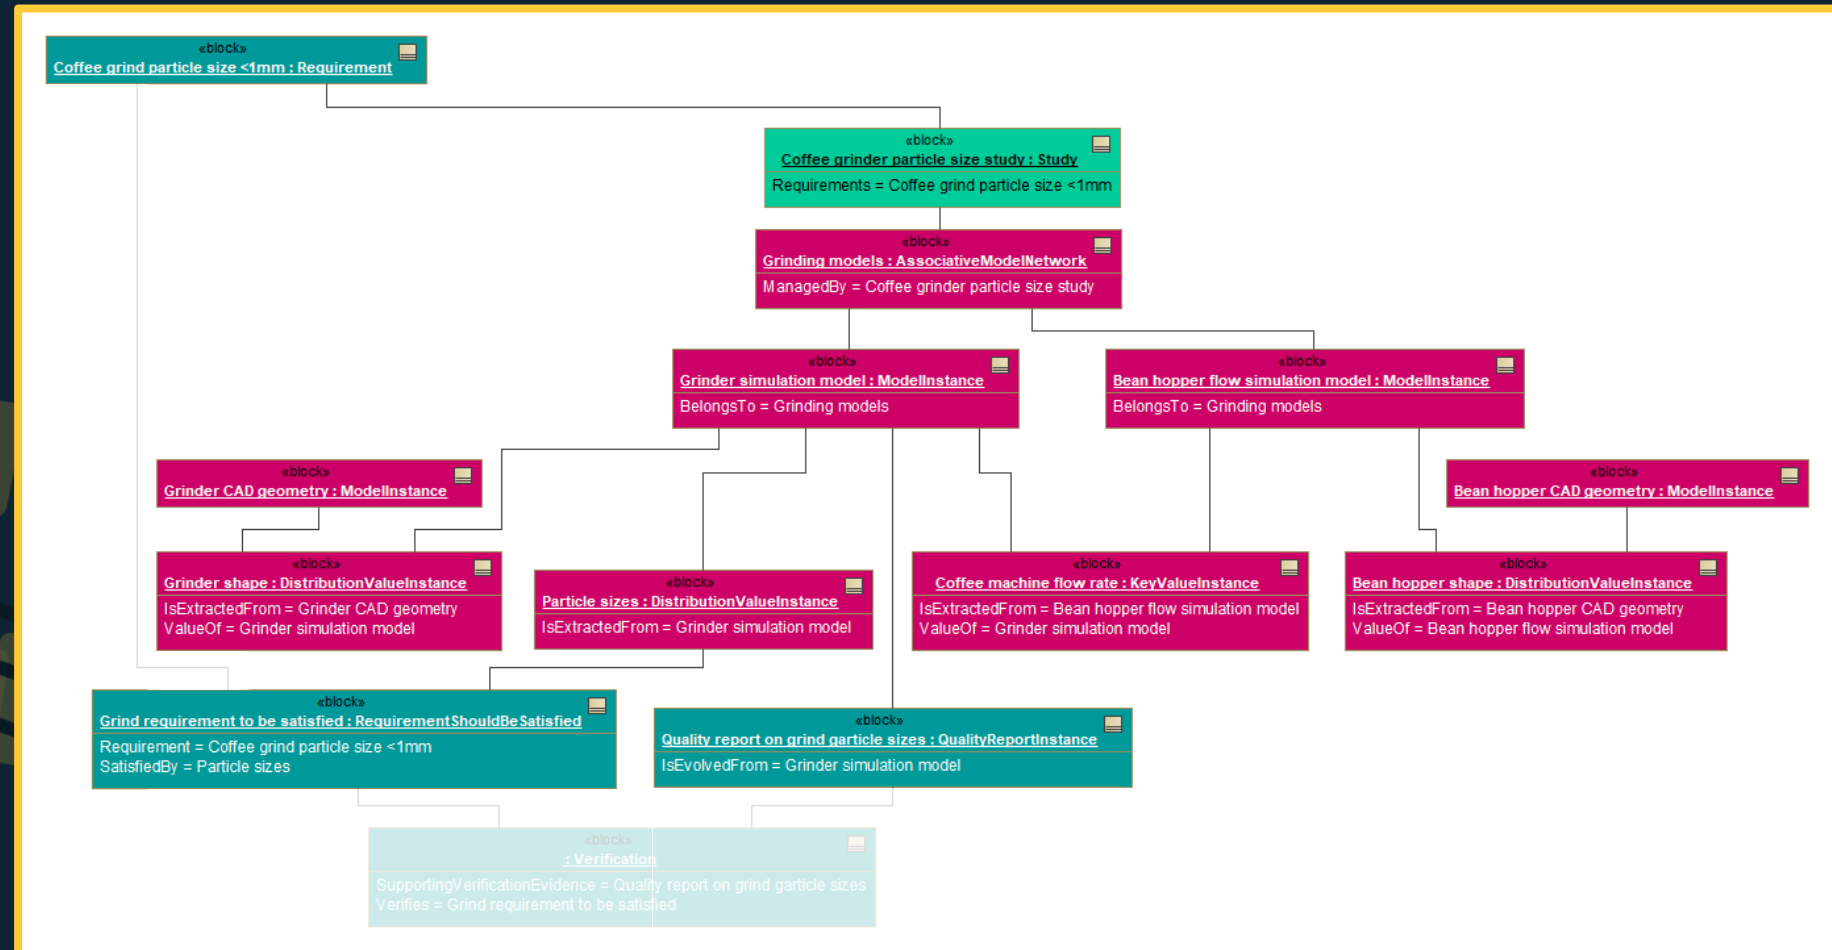 «block»
Coffee grind particle size <1mm : Requirement
«block»
Coffee grinder particle size study : Study
Requirements = Coffee grind particle size <1mm
«block»
Grinding models : AssociativeModelNetwork
ManagedBy = Coffee grinder particle size study
«block»
Grinder simulation model : ModelInstance
BelongsTo = Grinding models
«block»
Bean hopper flow simulation model : ModelInstance
BelongsTo = Grinding models
«block»
Grinder CAD geometry : ModelInstance
«block»
Bean hopper CAD geometry : ModelInstance
«block»
Grinder shape : DistributionValueInstance
IsExtractedFrom = Grinder CAD geometry
ValueOf = Grinder simulation model
«block»
Particle sizes : DistributionValueInstance
IsExtractedFrom = Grinder simulation model
«block»
Coffee machine flow rate : KeyValueInstance
IsExtractedFrom = Bean hopper flow simulation model
ValueOf = Grinder simulation model
«block»
Bean hopper shape : DistributionValueInstance
IsExtractedFrom = Bean hopper CAD geometry
ValueOf = Bean hopper flow simulation model
«block»
Grind requirement to be satisfied : RequirementShouldBeSatisfied
Requirement = Coffee grind particle size <1mm
SatisfiedBy = Particle sizes
«block»
Quality report on grind garticle sizes : QualityReportInstance
IsEvolvedFrom = Grinder simulation model
«block»
: Verification
SupportingVerificationEvidence = Quality report on grind garticle sizes
Verifies = Grind requirement to be satisfied